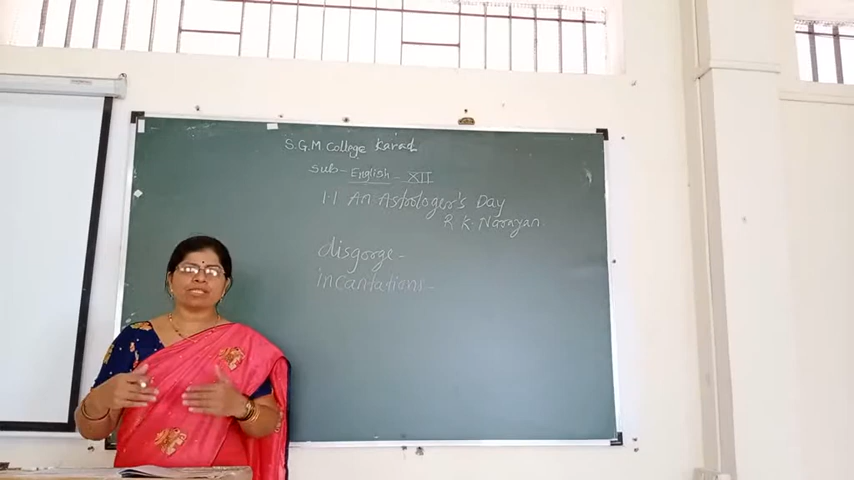 S.G.M College Karad
Sub- English - XII
1.1 An Astrologer's Day
R.K. Narayan
disgorge-
incantations-